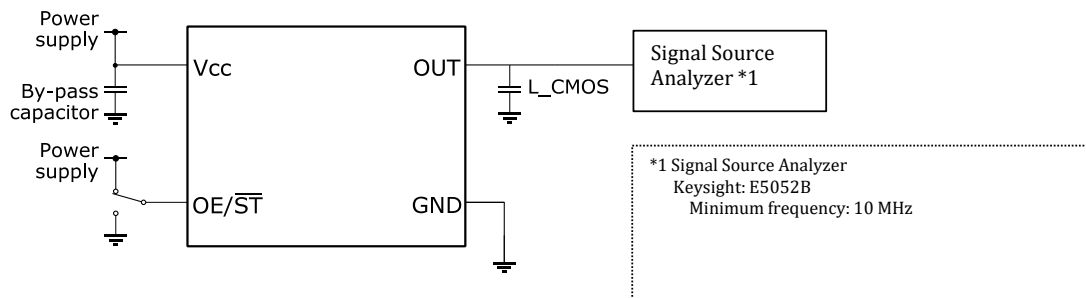 Power
supply
Vcc
By-pass
capacitor
Power
supply
OE/S̅T̅
OUT
GND
L_CMOS
Signal Source
Analyzer *1
*1 Signal Source Analyzer
Keysight: E5052B
Minimum frequency: 10 MHz